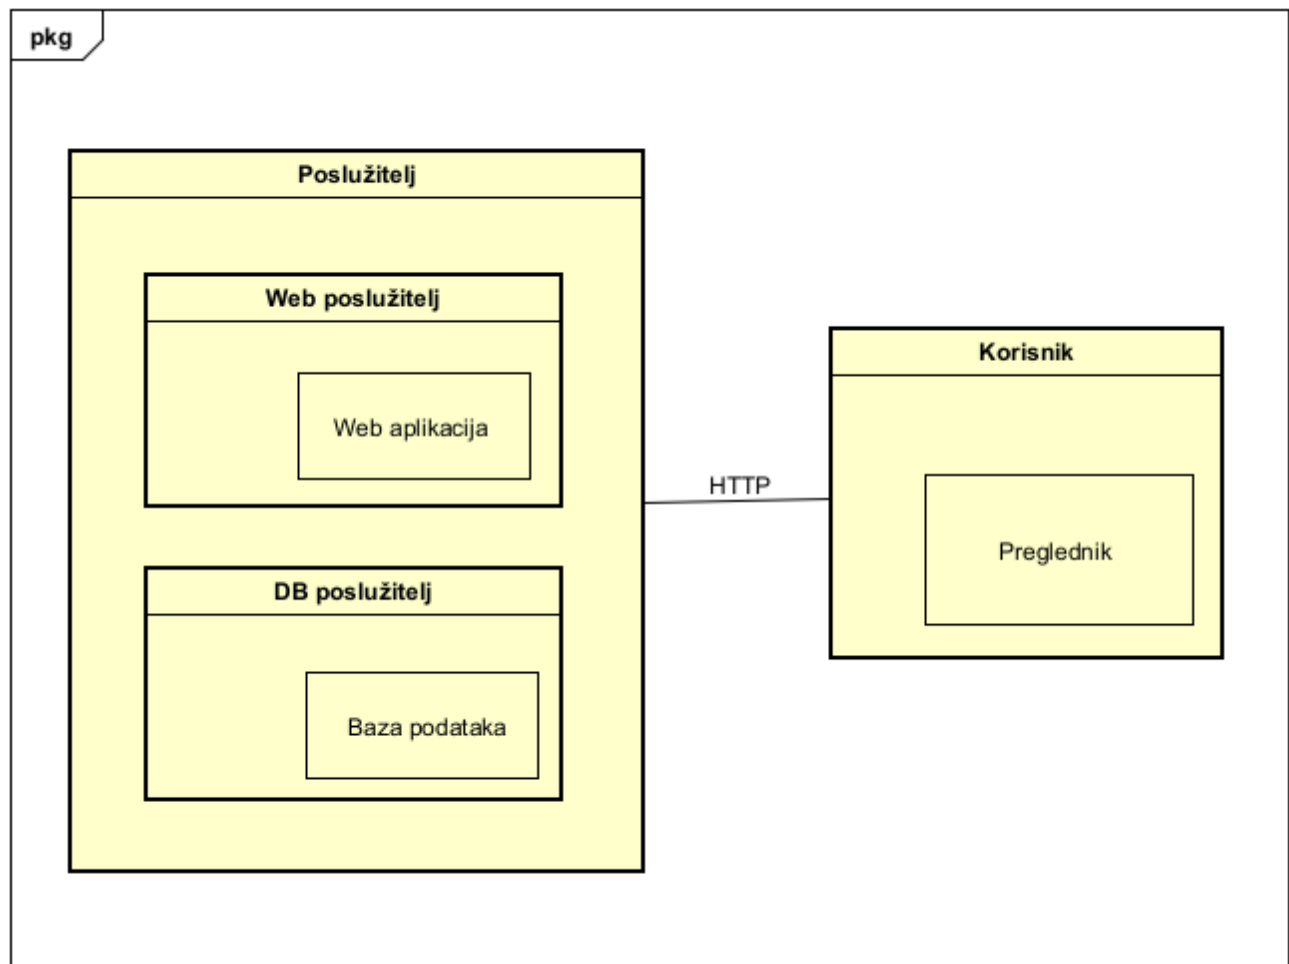 pkg
Poslužitelj
Web poslužitelj
Web aplikacija
DB poslužitelj
Baza podataka
HTTP
Korisnik
Preglednik